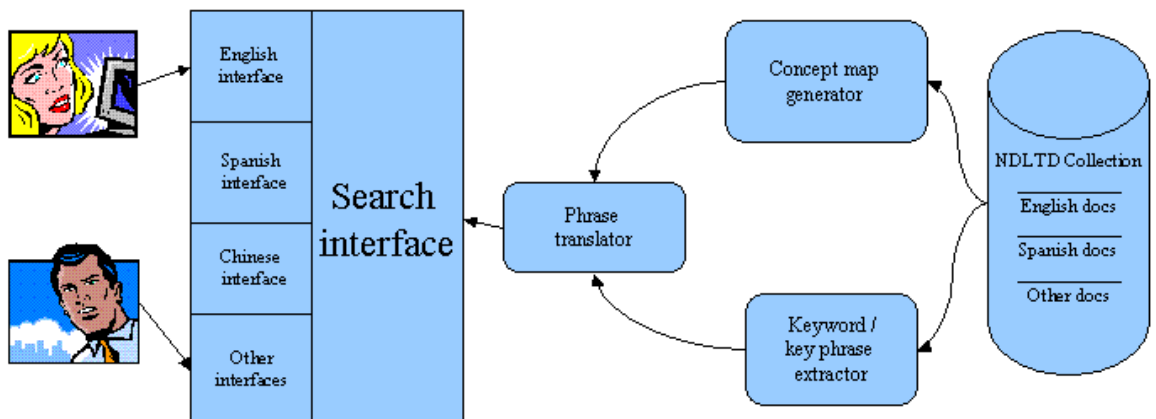 English
interface
Spanish
interface
Chinese
interface
Other
interfaces
Search
interface
Phrase
translator
Concept map
generator
Keyword /
key phrase
extractor
NDLTD Collection
English docs
Spanish docs
Other docs